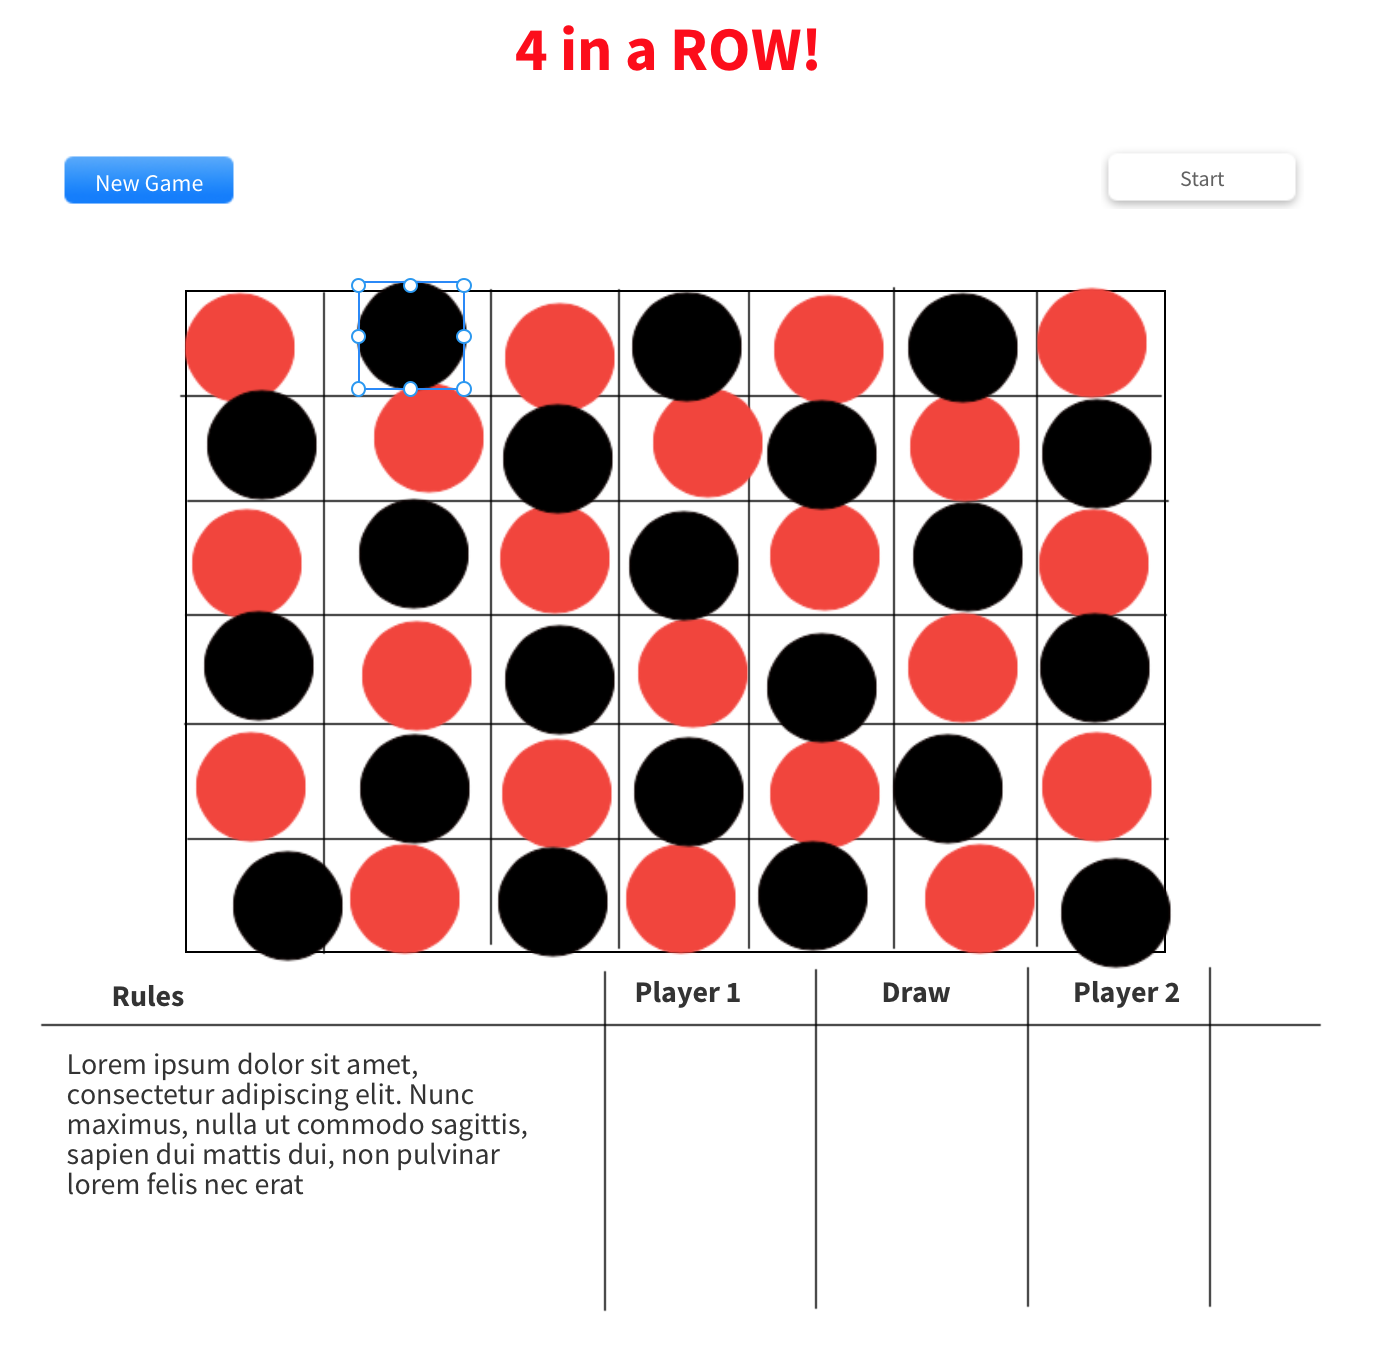 4 in a ROW!
New Game
Start
Rules
Player 1
Draw
Player 2
Lorem ipsum dolor sit amet,
consectetur adipiscing elit. Nunc
maximus, nulla ut commodo sagittis,
sapien dui mattis dui, non pulvinar
lorem felis nec erat